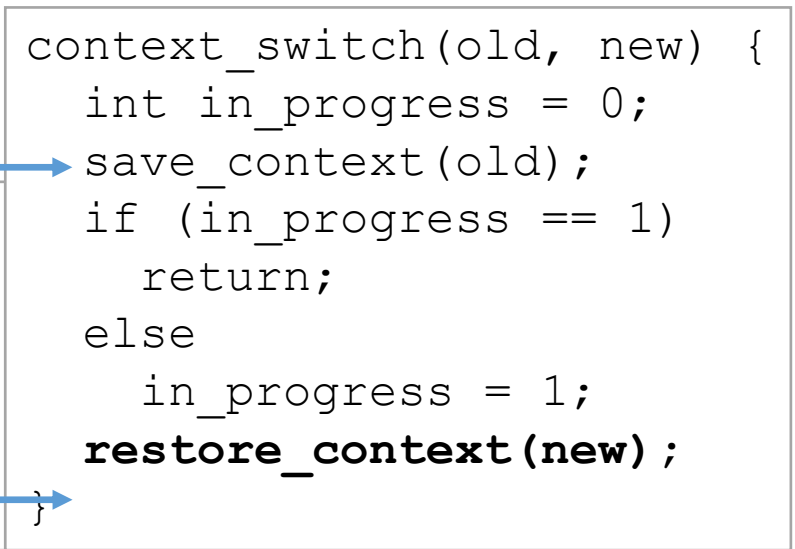 context_switch(old, new) {
  int in_progress = 0;
  save_context(old);
  if (in_progress == 1)
    return;
  else
    in_progress = 1;
  restore_context(new);
}